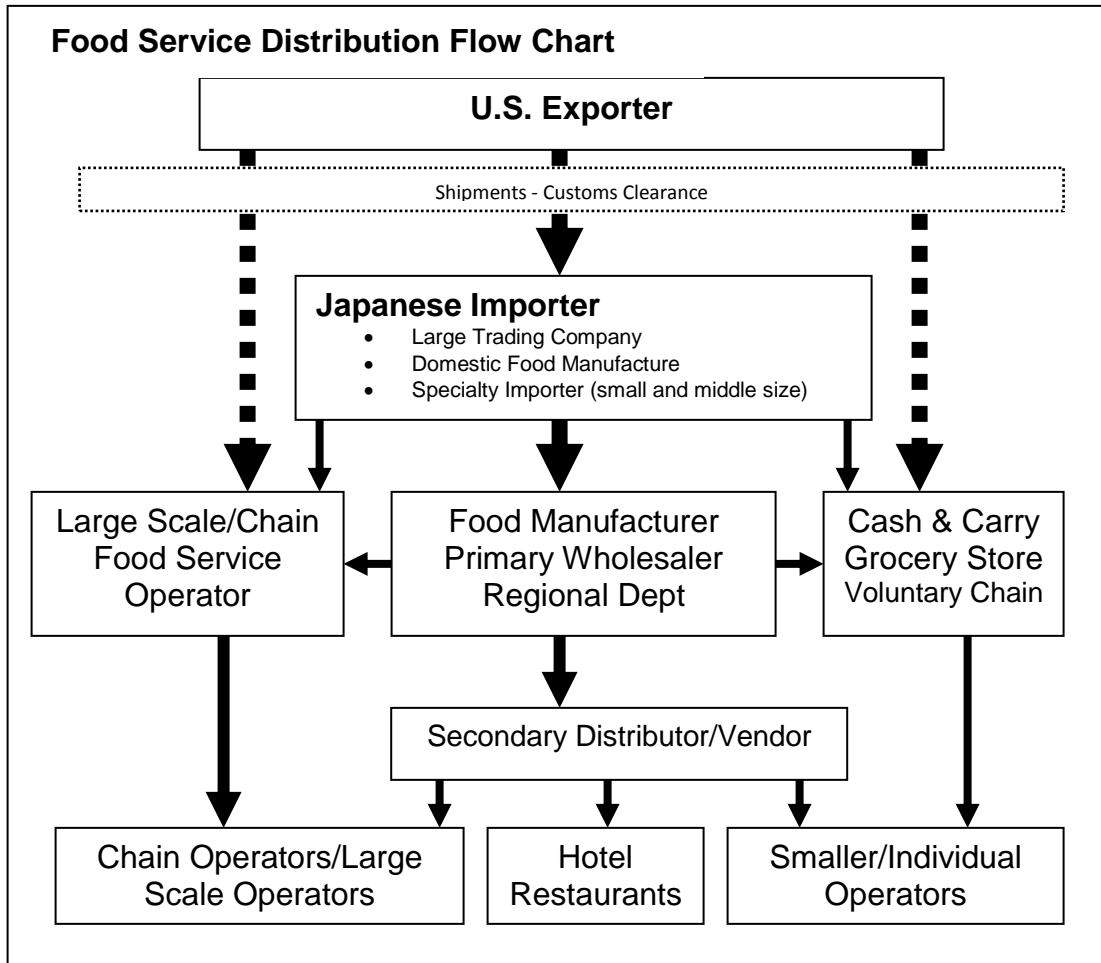 Food Service Distribution Flow Chart
U.S. Exporter
Shipments - Customs Clearance
Japanese Importer
• Large Trading Company
• Domestic Food Manufacture
• Specialty Importer (small and middle size)
Large Scale/Chain
Food Service
Operator
Food Manufacturer
Primary Wholesaler
Regional Dept
Cash & Carry
Grocery Store
Voluntary Chain
Secondary Distributor/Vendor
Chain Operators/Large
Scale Operators
Hotel
Restaurants
Smaller/Individual
Operators